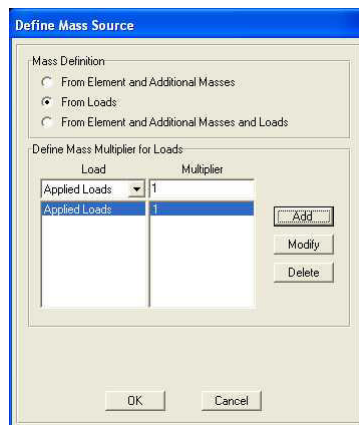 Define Mass Source
Mass Definition
From Element and Additional Masses
From Loads
From Element and Additional Masses and Loads
Define Mass Multiplier for Loads
Load Multiplier
Applied Loads 1
Applied Loads 1
Add
Modify
Delete
OK Cancel